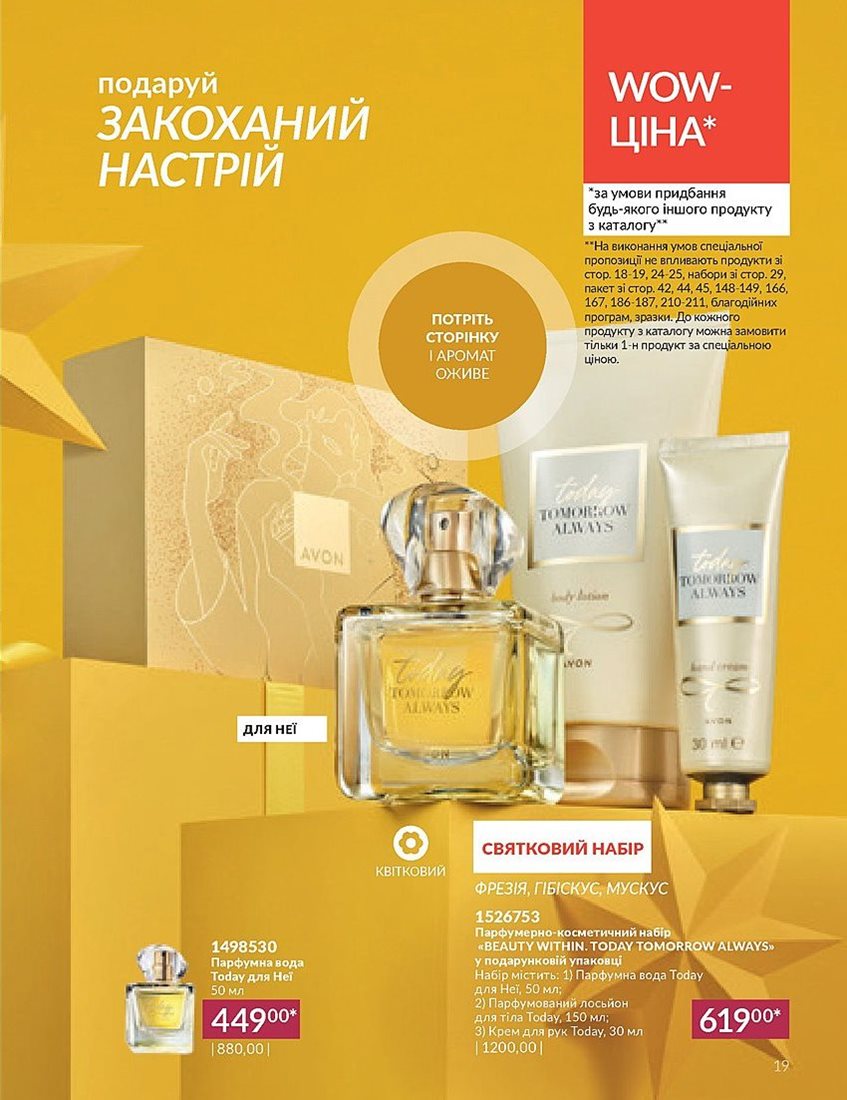 подаруй
ЗАКОХАНИЙ
НАСТРІЙ
WOW-
ЦІНА*
*за умови придбання
будь-якого іншого продукту
з каталогу**
**На виконання умов спеціальної
пропозиції не впливають продукти зі
стор. 18-19, 24-25, набори зі стор. 29,
пакет зі стор. 42, 44, 45, 148-149, 166,
167, 186-187, 210-211, благодійних
програм, зразки. До кожного
продукту з каталогу можна замовити
тільки 1-н продукт за спеціальною
ціною.
ПОТРІТЬ
СТОРІНКУ
І АРОМАТ
ОЖИВЕ
AVON
today
TOMORROW
ALWAYS
body lotion
AVON
today
TOMORROW
ALWAYS
hand cream
AVON
30 ml e
today
TOMORROW
ALWAYS
ДЛЯ НЕЇ
КВІТКОВИЙ
СВЯТКОВИЙ НАБІР
ФРЕЗІЯ, ГІБІСКУС, МУСКУС
1526753
Парфумерно-косметичний набір
«BEAUTY WITHIN. TODAY TOMORROW ALWAYS»
у подарунковій упаковці
Набір містить: 1) Парфумна вода Today
для Неї, 50 мл;
2) Парфумований лосьйон
для тіла Today, 150 мл;
3) Крем для рук Today, 30 мл
|1200,00|
61900*
1498530
Парфумна вода
Today для Неї
50 мл
44900*
|880,00|
19